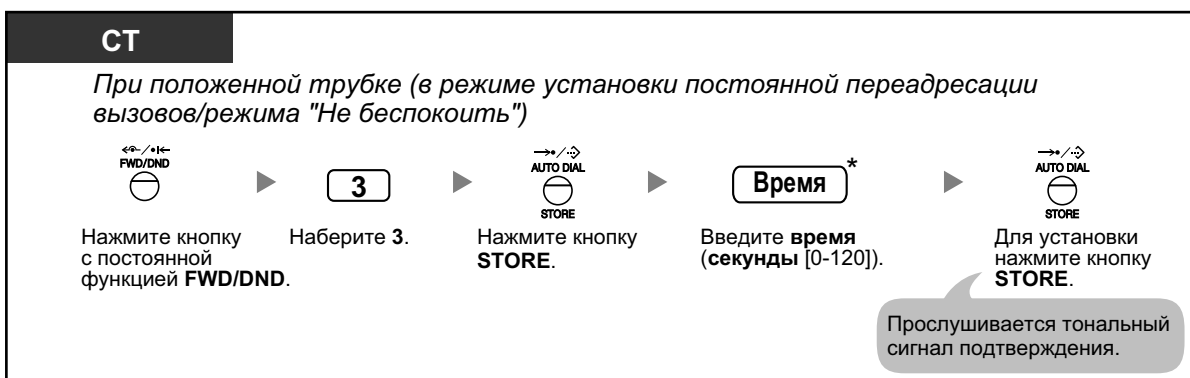 СТ
При положенной трубке (в режиме установки постоянной переадресации
вызовов/режима "Не беспокоить")
FWD/DND
3
AUTO DIAL
STORE
Время*
AUTO DIAL
STORE
Нажмите кнопку
с постоянной
функцией FWD/DND.
Наберите 3.
Нажмите кнопку
STORE.
Введите время
(секунды [0-120]).
Для установки
нажмите кнопку
STORE.
Прослушивается тональный
сигнал подтверждения.